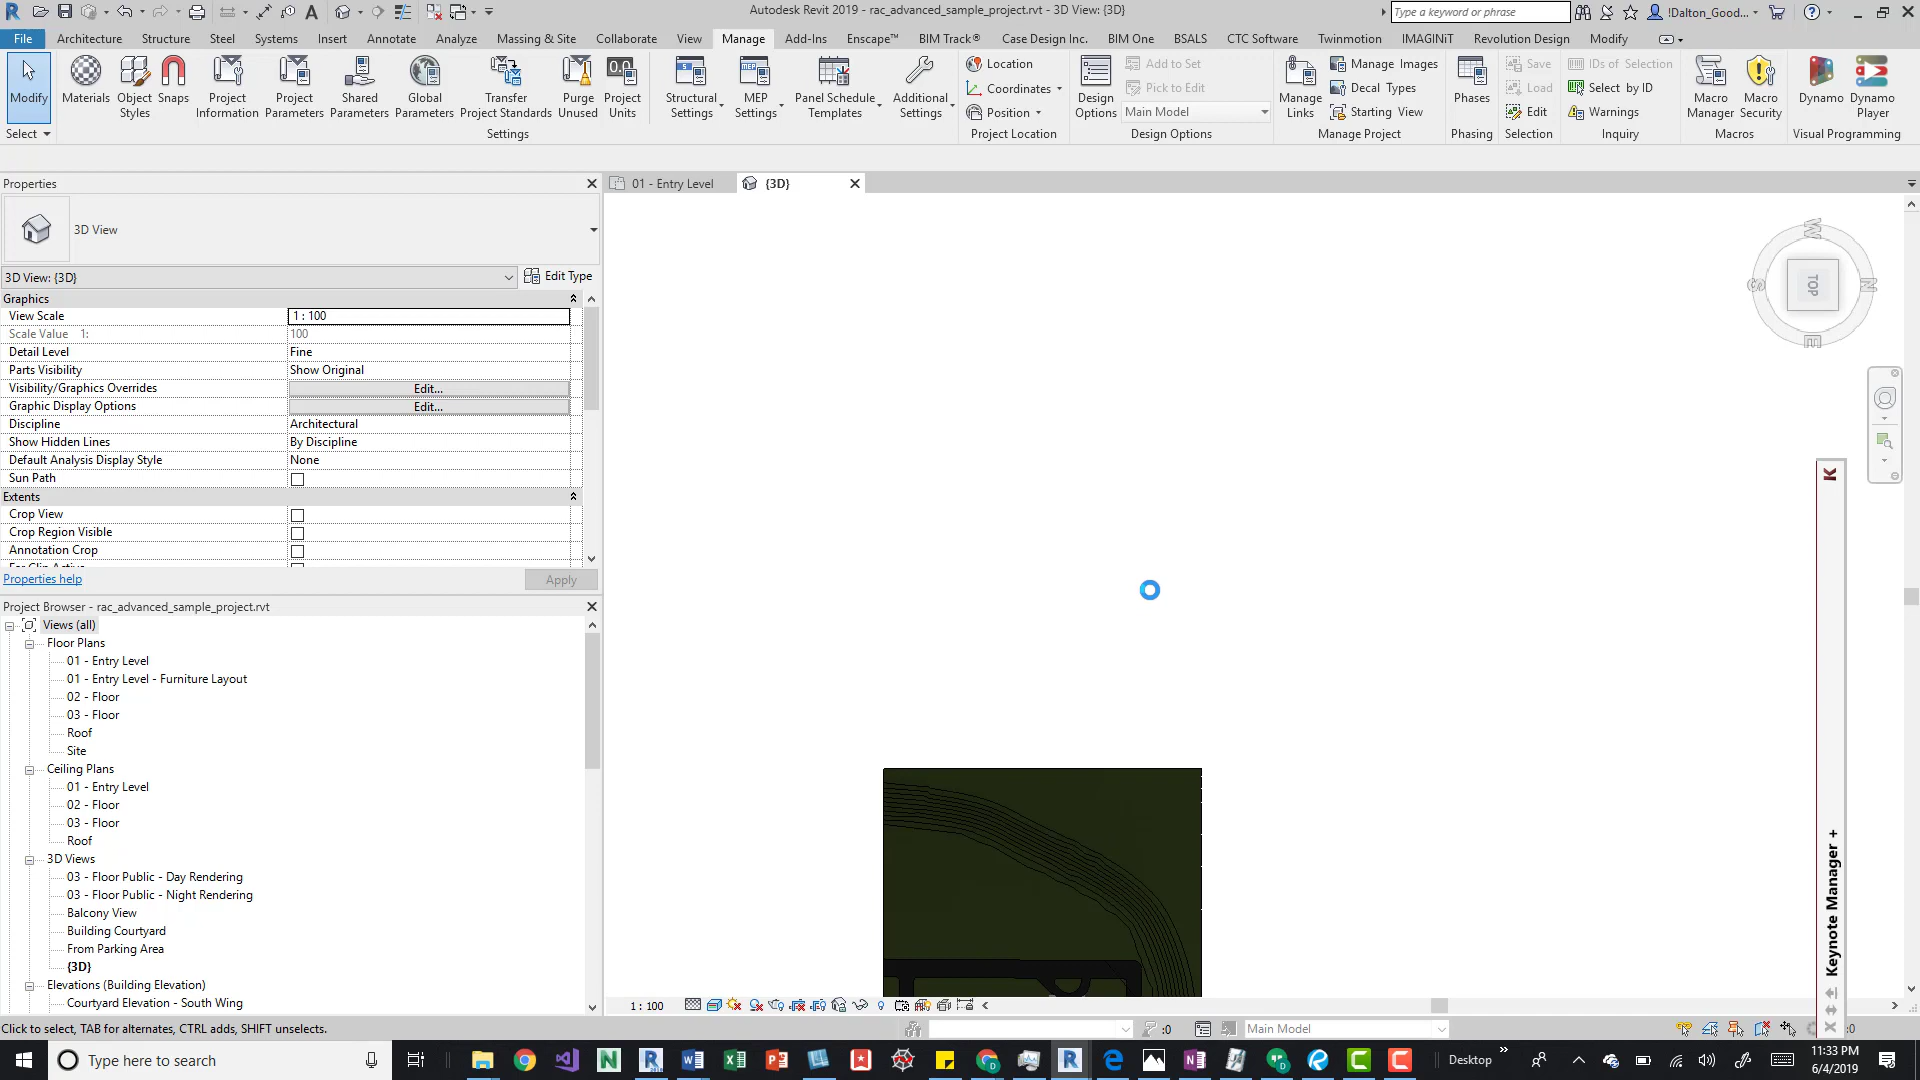 Autodesk Revit 2019 - rac_advanced_sample_project.rvt - 3D View: {3D}
Type a keyword or phrase
!Dalton_Good...
File Architecture Structure Steel Systems Insert Annotate Analyze Massing & Site Collaborate View Manage Add-Ins Enscape™ BIM Track® Case Design Inc. BIM One BSALS CTC Software Twinmotion IMAGINiT Revolution Design Modify
Modify
Materials
Object Styles
Snaps
Project Information
Project Parameters
Shared Parameters
Global Parameters
Transfer Project Standards
Purge Unused
Project Units
Structural Settings
MEP Settings
Panel Schedule Templates
Additional Settings
Location
Coordinates
Position
Design Options
Add to Set
Pick to Edit
Main Model
Manage Links
Manage Images
Decal Types
Starting View
Phases
Save
Load
Edit
IDs of Selection
Select by ID
Warnings
Macro Manager
Macro Security
Dynamo
Dynamo Player
Select Settings Project Location Design Options Manage Project Phasing Selection Inquiry Macros Visual Programming
Properties
3D View
3D View: {3D} Edit Type
Graphics
View Scale 1 : 100
Scale Value 1: 100
Detail Level Fine
Parts Visibility Show Original
Visibility/Graphics Overrides Edit...
Graphic Display Options Edit...
Discipline Architectural
Show Hidden Lines By Discipline
Default Analysis Display Style None
Sun Path
Extents
Crop View
Crop Region Visible
Annotation Crop
Properties help Apply
Project Browser - rac_advanced_sample_project.rvt
Views (all)
Floor Plans
01 - Entry Level
01 - Entry Level - Furniture Layout
02 - Floor
03 - Floor
Roof
Site
Ceiling Plans
01 - Entry Level
02 - Floor
03 - Floor
Roof
3D Views
03 - Floor Public - Day Rendering
03 - Floor Public - Night Rendering
Balcony View
Building Courtyard
From Parking Area
{3D}
Elevations (Building Elevation)
Courtyard Elevation - South Wing
01 - Entry Level {3D}
W
S TOP N
E
Keynote Manager +
1 : 100
Click to select, TAB for alternates, CTRL adds, SHIFT unselects.
:0
Main Model
:0
Type here to search
Desktop
11:33 PM
6/4/2019